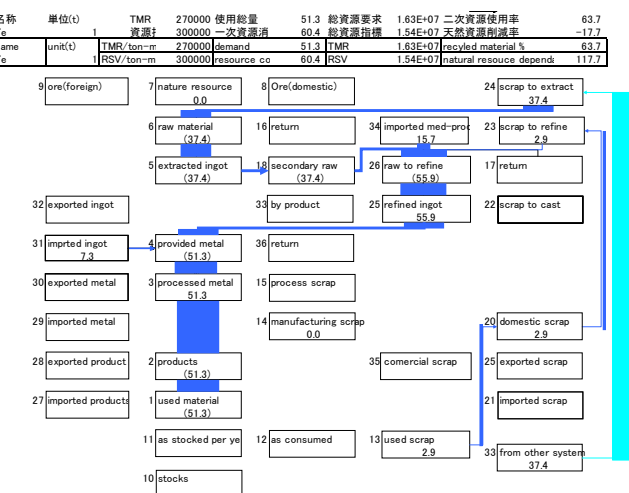 名称 単位(t) TMR 270000 使用総量 51.3 総資源要求 1.63E+07 二次資源使用率 63.7
1 資源 300000 一次資源消 60.4 総資源指標 1.54E+07 天然資源削減率 -17.7
ame unit(t) TMR/ton-m 270000 demand 51.3 TMR 1.63E+07 recyled material % 63.7
1 RSV/ton-m 300000 resource co 60.4 RSV 1.54E+07 natural resouce depend 117.7
9 ore(foreign) 7 nature resource 8 Ore(domestic) 24 scrap to extract
0.0 37.4
6 raw material 16 return 34 imported med-proc 23 scrap to refine
(37.4) 15.7 2.9
5 extracted ingot 18 secondary raw 26 raw to refine 17 return
(37.4) (37.4) (55.9)
32 exported ingot 33 by product 25 refined ingot 22 scrap to cast
55.9
31 imprted ingot 4 provided metal 36 return
7.3 (51.3)
30 exported metal 3 processed metal 15 process scrap
51.3
29 imported metal 14 manufacturing scrap 20 domestic scrap
0.0 2.9
28 exported product 2 products 35 comercial scrap 25 exported scrap
(51.3)
27 imported products 1 used material 21 imported scrap
(51.3)
11 as stocked per ye 12 as consumed 13 used scrap 33 from other system
2.9 37.4
10 stocks